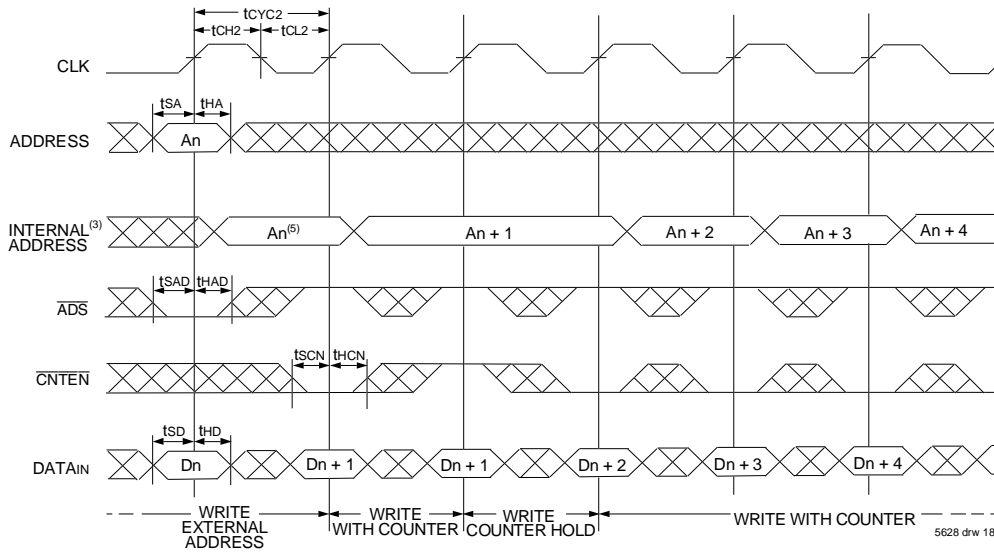 tCYC2
tCH2 tCL2
CLK
tSA tHA
ADDRESS An
INTERNAL(3)
ADDRESS An(5) An + 1 An + 2 An + 3 An + 4
tSAD tHAD
ADS
tSCN tHCN
CNTEN
tSD tHD
DATAIN Dn Dn + 1 Dn + 1 Dn + 2 Dn + 3 Dn + 4
WRITE
EXTERNAL
ADDRESS
WRITE
WITH COUNTER
WRITE
COUNTER HOLD
WRITE WITH COUNTER
5628 drw 18